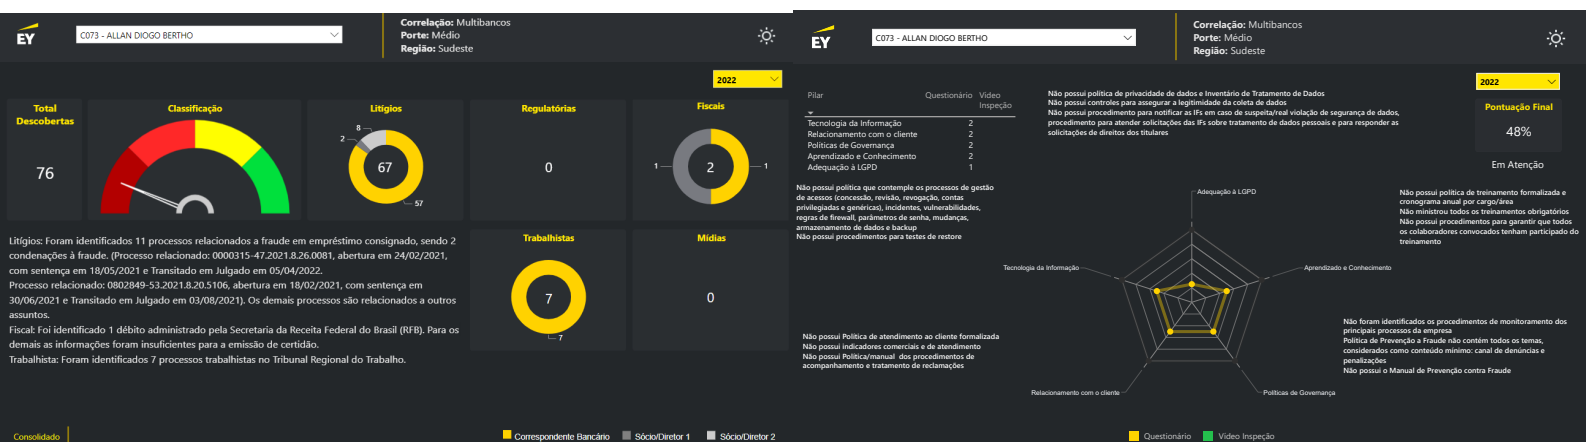 EY
C073 - ALLAN DIOGO BERTHO
Correlação: Multibancos
Porte: Médio
Região: Sudeste
2022
Total
Descobertas
76
Classificação
Litígios
8
2
67
57
Regulatórias
0
Fiscais
1
2
1
Litígios: Foram identificados 11 processos relacionados a fraude em empréstimo consignado, sendo 2
condenações à fraude. (Processo relacionado: 0000315-47.2021.8.26.0081, abertura em 24/02/2021,
com sentença em 18/05/2021 e Transitado em Julgado em 05/04/2022.
Processo relacionado: 0802849-53.2021.8.20.5106, abertura em 18/02/2021, com sentença em
30/06/2021 e Transitado em Julgado em 03/08/2021). Os demais processos são relacionados a outros
assuntos.
Fiscal: Foi identificado 1 débito administrado pela Secretaria da Receita Federal do Brasil (RFB). Para os
demais as informações foram insuficientes para a emissão de certidão.
Trabalhista: Foram identificados 7 processos trabalhistas no Tribunal Regional do Trabalho.
Trabalhistas
7
7
Mídias
0
Consolidado
Correspondente Bancário
Sócio/Diretor 1
Sócio/Diretor 2
EY
C073 - ALLAN DIOGO BERTHO
Correlação: Multibancos
Porte: Médio
Região: Sudeste
2022
Pilar Questionário Vídeo
Inspeção
Tecnologia da Informação 2
Relacionamento com o cliente 2
Políticas de Governança 2
Aprendizado e Conhecimento 2
Adequação à LGPD 1
Não possui política de privacidade de dados e Inventário de Tratamento de Dados
Não possui controles para assegurar a legitimidade da coleta de dados
Não possui procedimento para notificar as IFs em caso de suspeita/real violação de segurança de dados,
procedimento para atender solicitações das IFs sobre tratamento de dados pessoais e para responder as
solicitações de direitos dos titulares
Pontuação Final
48%
Em Atenção
Não possui política que contemple os processos de gestão
de acessos (concessão, revisão, revogação, contas
privilegiadas e genéricas), incidentes, vulnerabilidades,
regras de firewall, parâmetros de senha, mudanças,
armazenamento de dados e backup
Não possui procedimentos para testes de restore
Adequação à LGPD
Não possui política de treinamento formalizada e
cronograma anual por cargo/área
Não ministrou todos os treinamentos obrigatórios
Não possui procedimentos para garantir que todos
os colaboradores convocados tenham participado do
treinamento
Tecnologia da Informação
Aprendizado e Conhecimento
Não possui Política de atendimento ao cliente formalizada
Não possui indicadores comerciais e de atendimento
Não possui Política/manual dos procedimentos de
acompanhamento e tratamento de reclamações
Não foram identificados os procedimentos de monitoramento dos
principais processos da empresa
Política de Prevenção a Fraude não contém todos os temas,
considerados como conteúdo mínimo: canal de denúncias e
penalizações
Não possui o Manual de Prevenção contra Fraude
Relacionamento com o cliente
Políticas de Governança
Questionário
Vídeo Inspeção